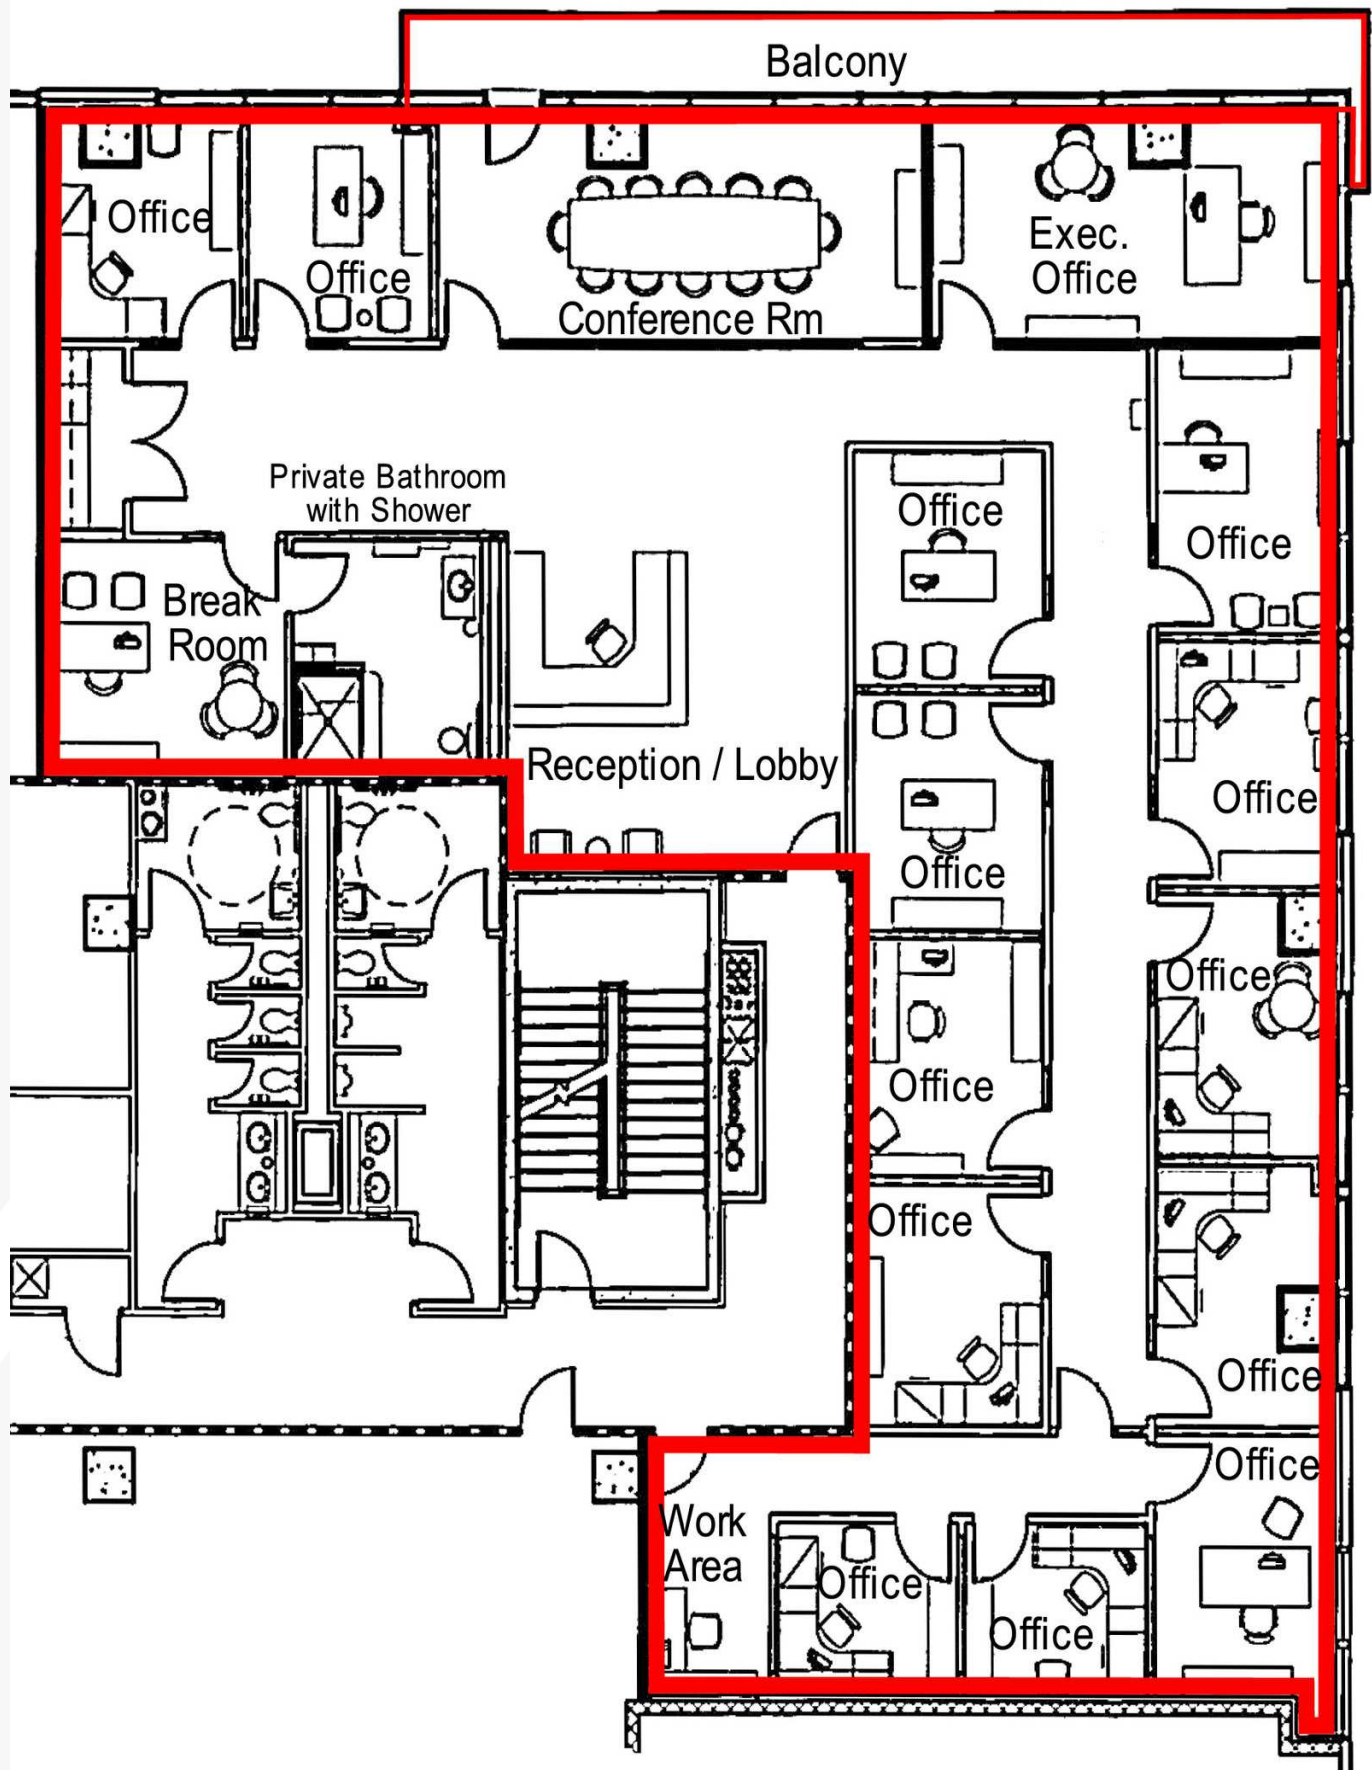 Balcony
Office
Office
Conference Rm
Exec.
Office
Private Bathroom
with Shower
Office
Office
Break
Room
Reception / Lobby
Office
Office
Office
Office
Office
Office
Office
Work
Area
Office
Office
Office